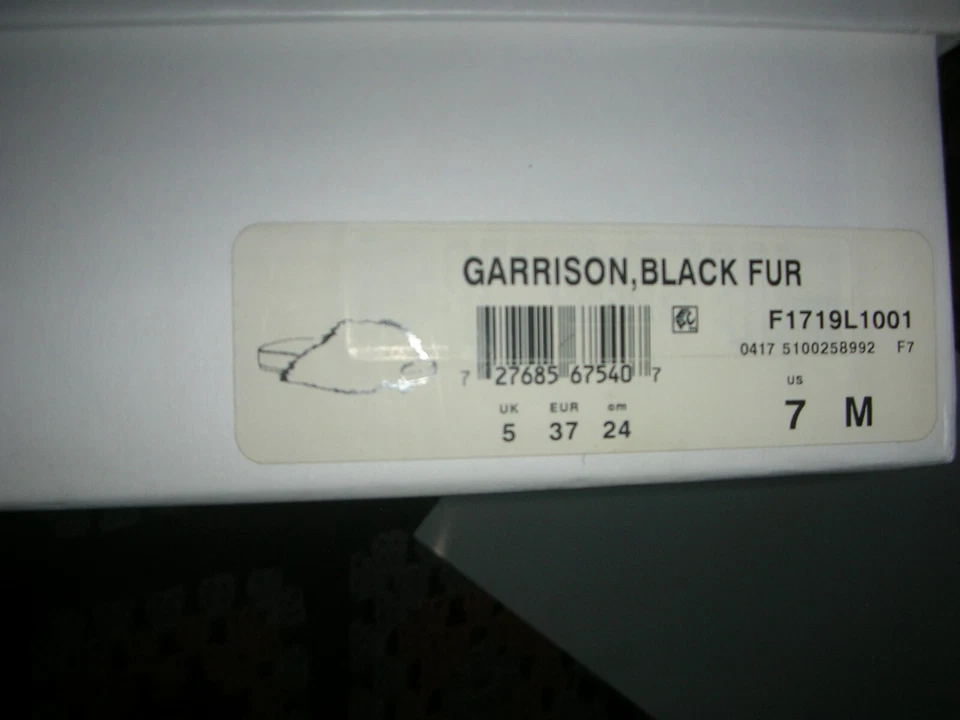 GARRISON,BLACK FUR
F1719L1001
0417 5100258992 F7
7 27685 67540 7
UK EUR cm
5 37 24
US
7 M